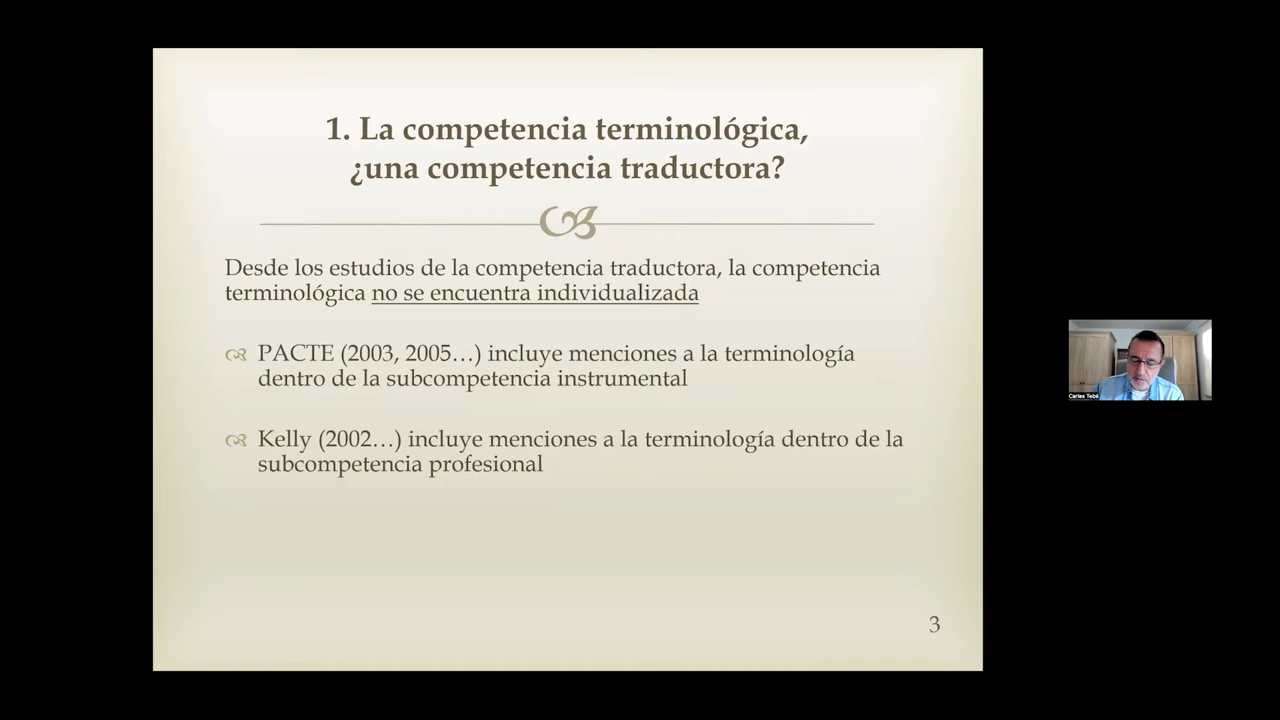 1. La competencia terminológica,
¿una competencia traductora?
Desde los estudios de la competencia traductora, la competencia
terminológica no se encuentra individualizada
PACTE (2003, 2005…) incluye menciones a la terminología
dentro de la subcompetencia instrumental
Kelly (2002…) incluye menciones a la terminología dentro de la
subcompetencia profesional
3
Carles Tebé